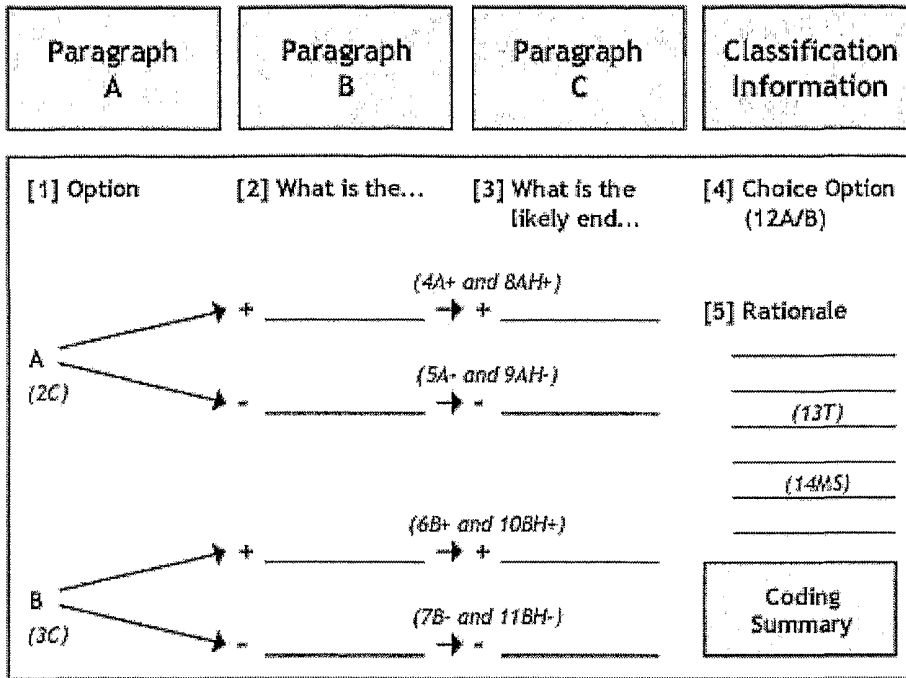 Paragraph
A
Paragraph
B
Paragraph
C
Classification
Information
[1] Option
[2] What is the...
[3] What is the
likely end...
[4] Choice Option
(12A/B)
(4A+ and 8AH+)
+ +
[5] Rationale
A
(2C)
(5A- and 9AH-)
- -
(13T)
(14MS)
(6B+ and 10BH+)
+ +
B
(3C)
(7B- and 11BH-)
- -
Coding
Summary